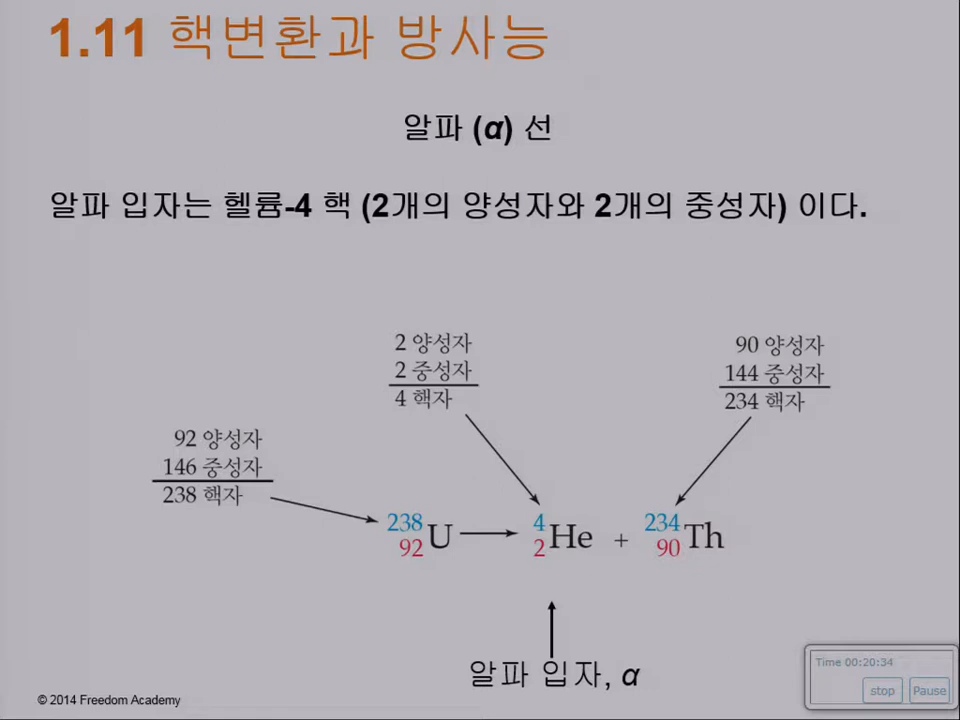 1.11 핵변환과 방사능
알파 (α) 선
알파 입자는 헬륨-4 핵 (2개의 양성자와 2개의 중성자) 이다.
2 양성자
2 중성자
4 핵자
90 양성자
144 중성자
234 핵자
92 양성자
146 중성자
238 핵자
238 92 U → 4 2 He + 234 90 Th
알파 입자, α
Time 00:20:34
stop Pause
© 2014 Freedom Academy